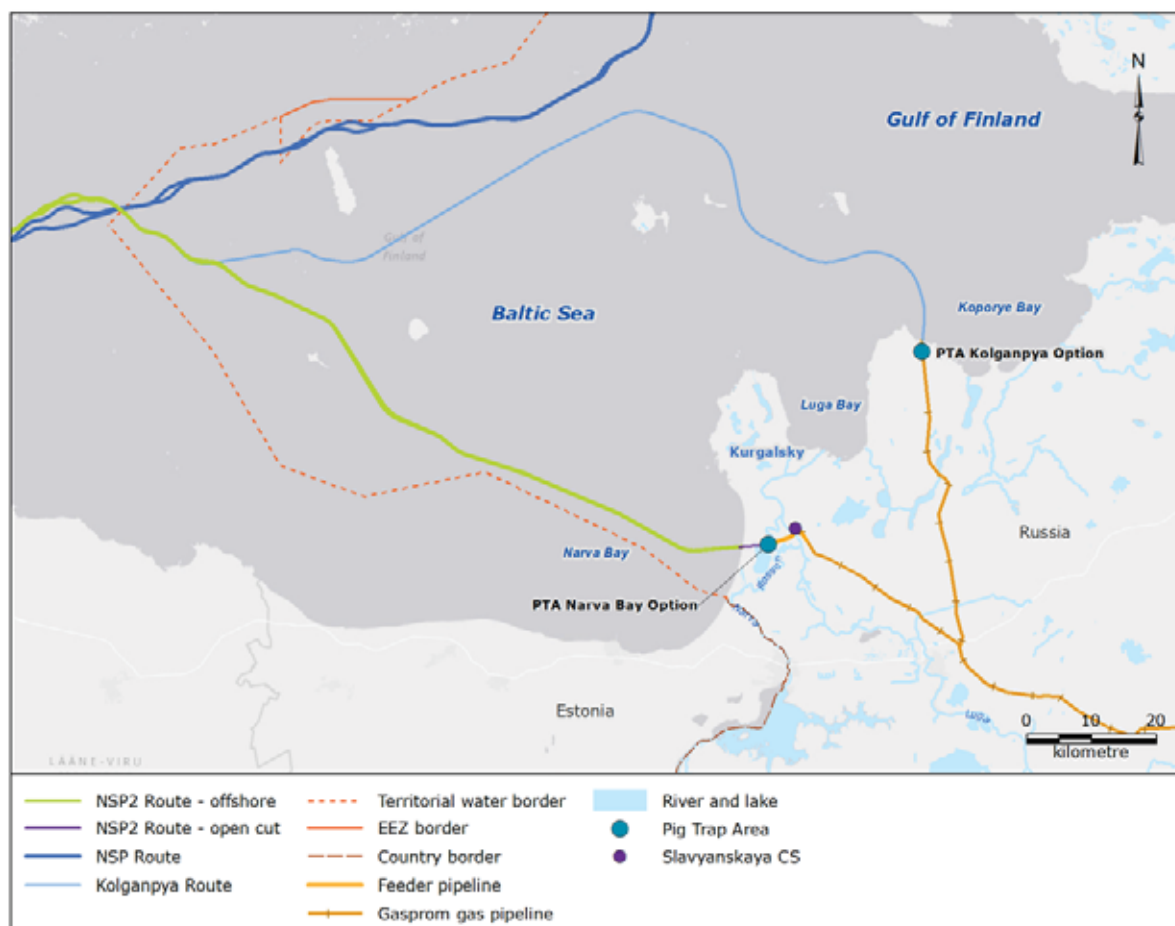 N
Gulf of Finland
Gulf of
Finland
Baltic Sea
Koporye Bay
PTA Kolganpya Option
Luga Bay
Kurgalsky
Russia
Narva Bay
Rosson
PTA Narva Bay Option
Narva
Estonia
Luga
0 10 20
kilometre
LÄÄNE-VIRU
NSP2 Route - offshore
NSP2 Route - open cut
NSP Route
Kolganpya Route
Territorial water border
EEZ border
Country border
Feeder pipeline
Gasprom gas pipeline
River and lake
Pig Trap Area
Slavyanskaya CS